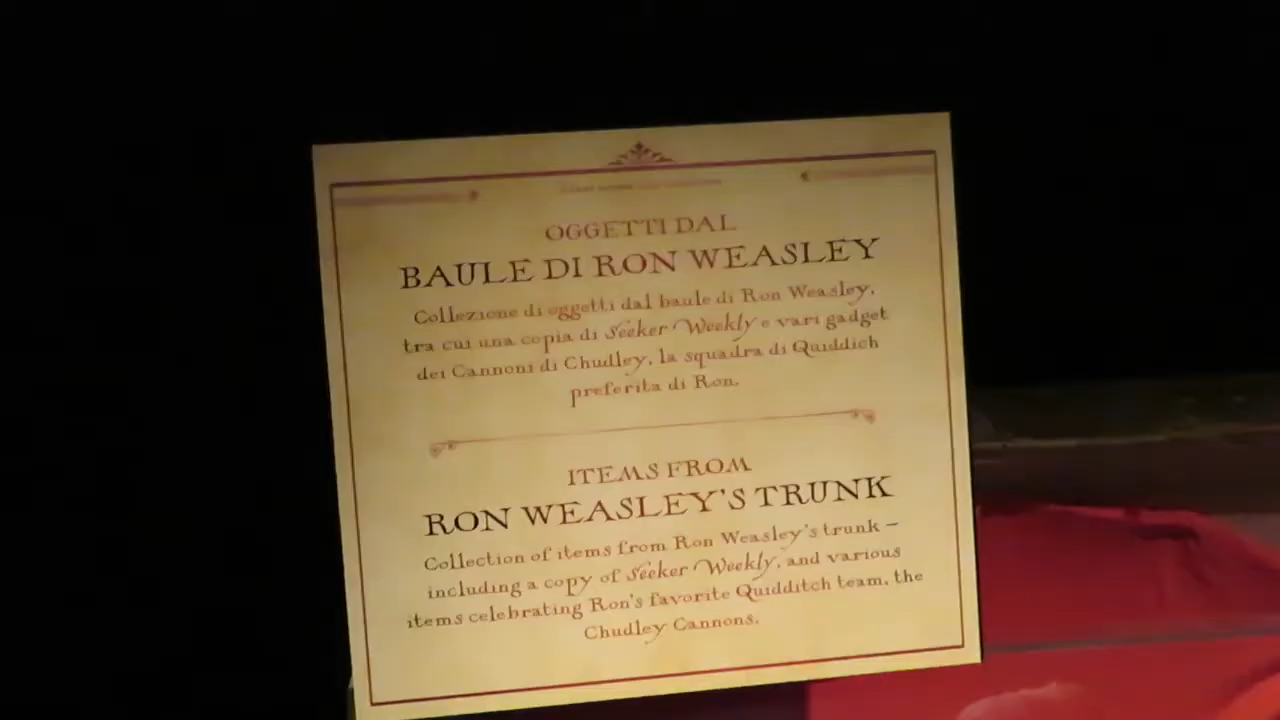 OGGETTI DAL
BAULE DI RON WEASLEY
Collezione di oggetti dal baule di Ron Weasley,
tra cui una copia di Seeker Weekly e vari gadget
dei Cannoni di Chudley, la squadra di Quiddich
preferita di Ron.
ITEMS FROM
RON WEASLEY'S TRUNK
Collection of items from Ron Weasley's trunk –
including a copy of Seeker Weekly, and various
items celebrating Ron's favorite Quidditch team, the
Chudley Cannons.